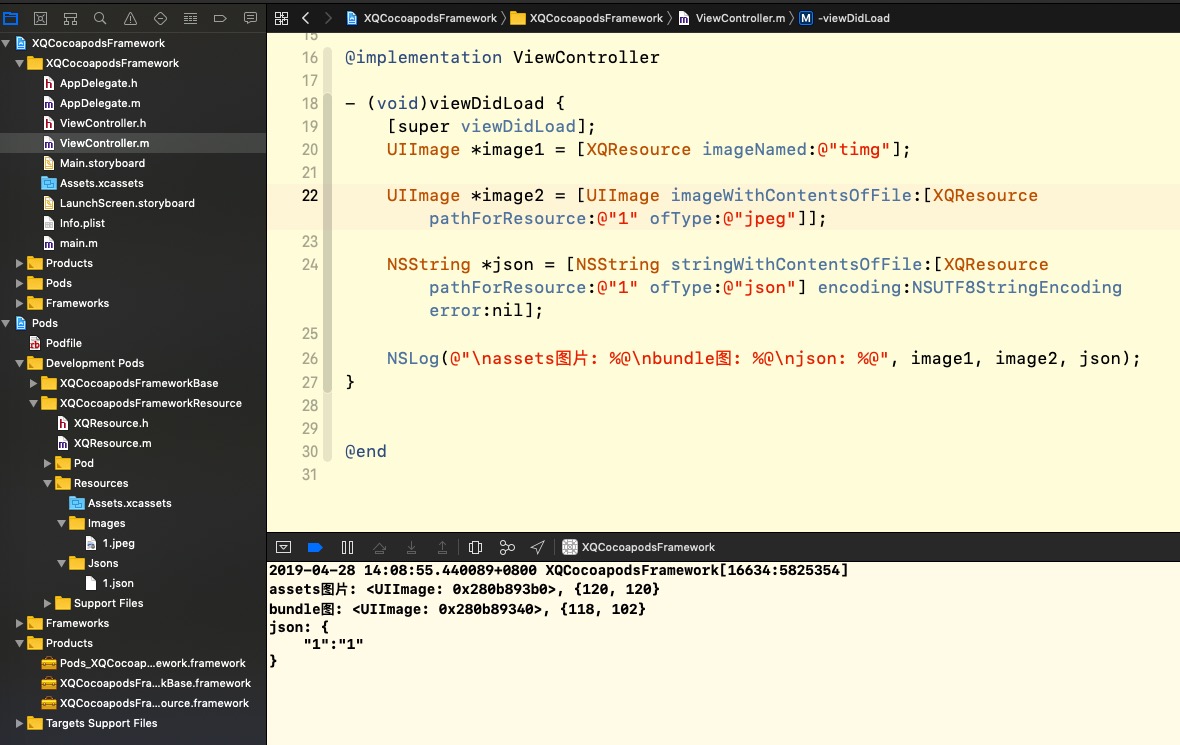 XQCocoapodsFramework
XQCocoapodsFramework
h AppDelegate.h
m AppDelegate.m
h ViewController.h
m ViewController.m
Main.storyboard
Assets.xcassets
LaunchScreen.storyboard
Info.plist
m main.m
Products
Pods
Frameworks
Pods
Podfile
Development Pods
XQCocoapodsFrameworkBase
XQCocoapodsFrameworkResource
h XQResource.h
m XQResource.m
Pod
Resources
Assets.xcassets
Images
1.jpeg
Jsons
1.json
Support Files
Frameworks
Products
Pods_XQCocoap...ework.framework
XQCocoapodsFra...kBase.framework
XQCocoapodsFra...ource.framework
Targets Support Files
XQCocoapodsFramework XQCocoapodsFramework m ViewController.m M -viewDidLoad
15
16 @implementation ViewController
17
18 - (void)viewDidLoad {
19 [super viewDidLoad];
20 UIImage *image1 = [XQResource imageNamed:@"timg"];
21
22 UIImage *image2 = [UIImage imageWithContentsOfFile:[XQResource
pathForResource:@"1" ofType:@"jpeg"]];
23
24 NSString *json = [NSString stringWithContentsOfFile:[XQResource
pathForResource:@"1" ofType:@"json"] encoding:NSUTF8StringEncoding
error:nil];
25
26 NSLog(@"\nassets图片: %@\nbundle图: %@\njson: %@", image1, image2, json);
27 }
28
29
30 @end
31
XQCocoapodsFramework
2019-04-28 14:08:55.440089+0800 XQCocoapodsFramework[16634:5825354]
assets图片: <UIImage: 0x280b893b0>, {120, 120}
bundle图: <UIImage: 0x280b89340>, {118, 102}
json: {
"1":"1"
}